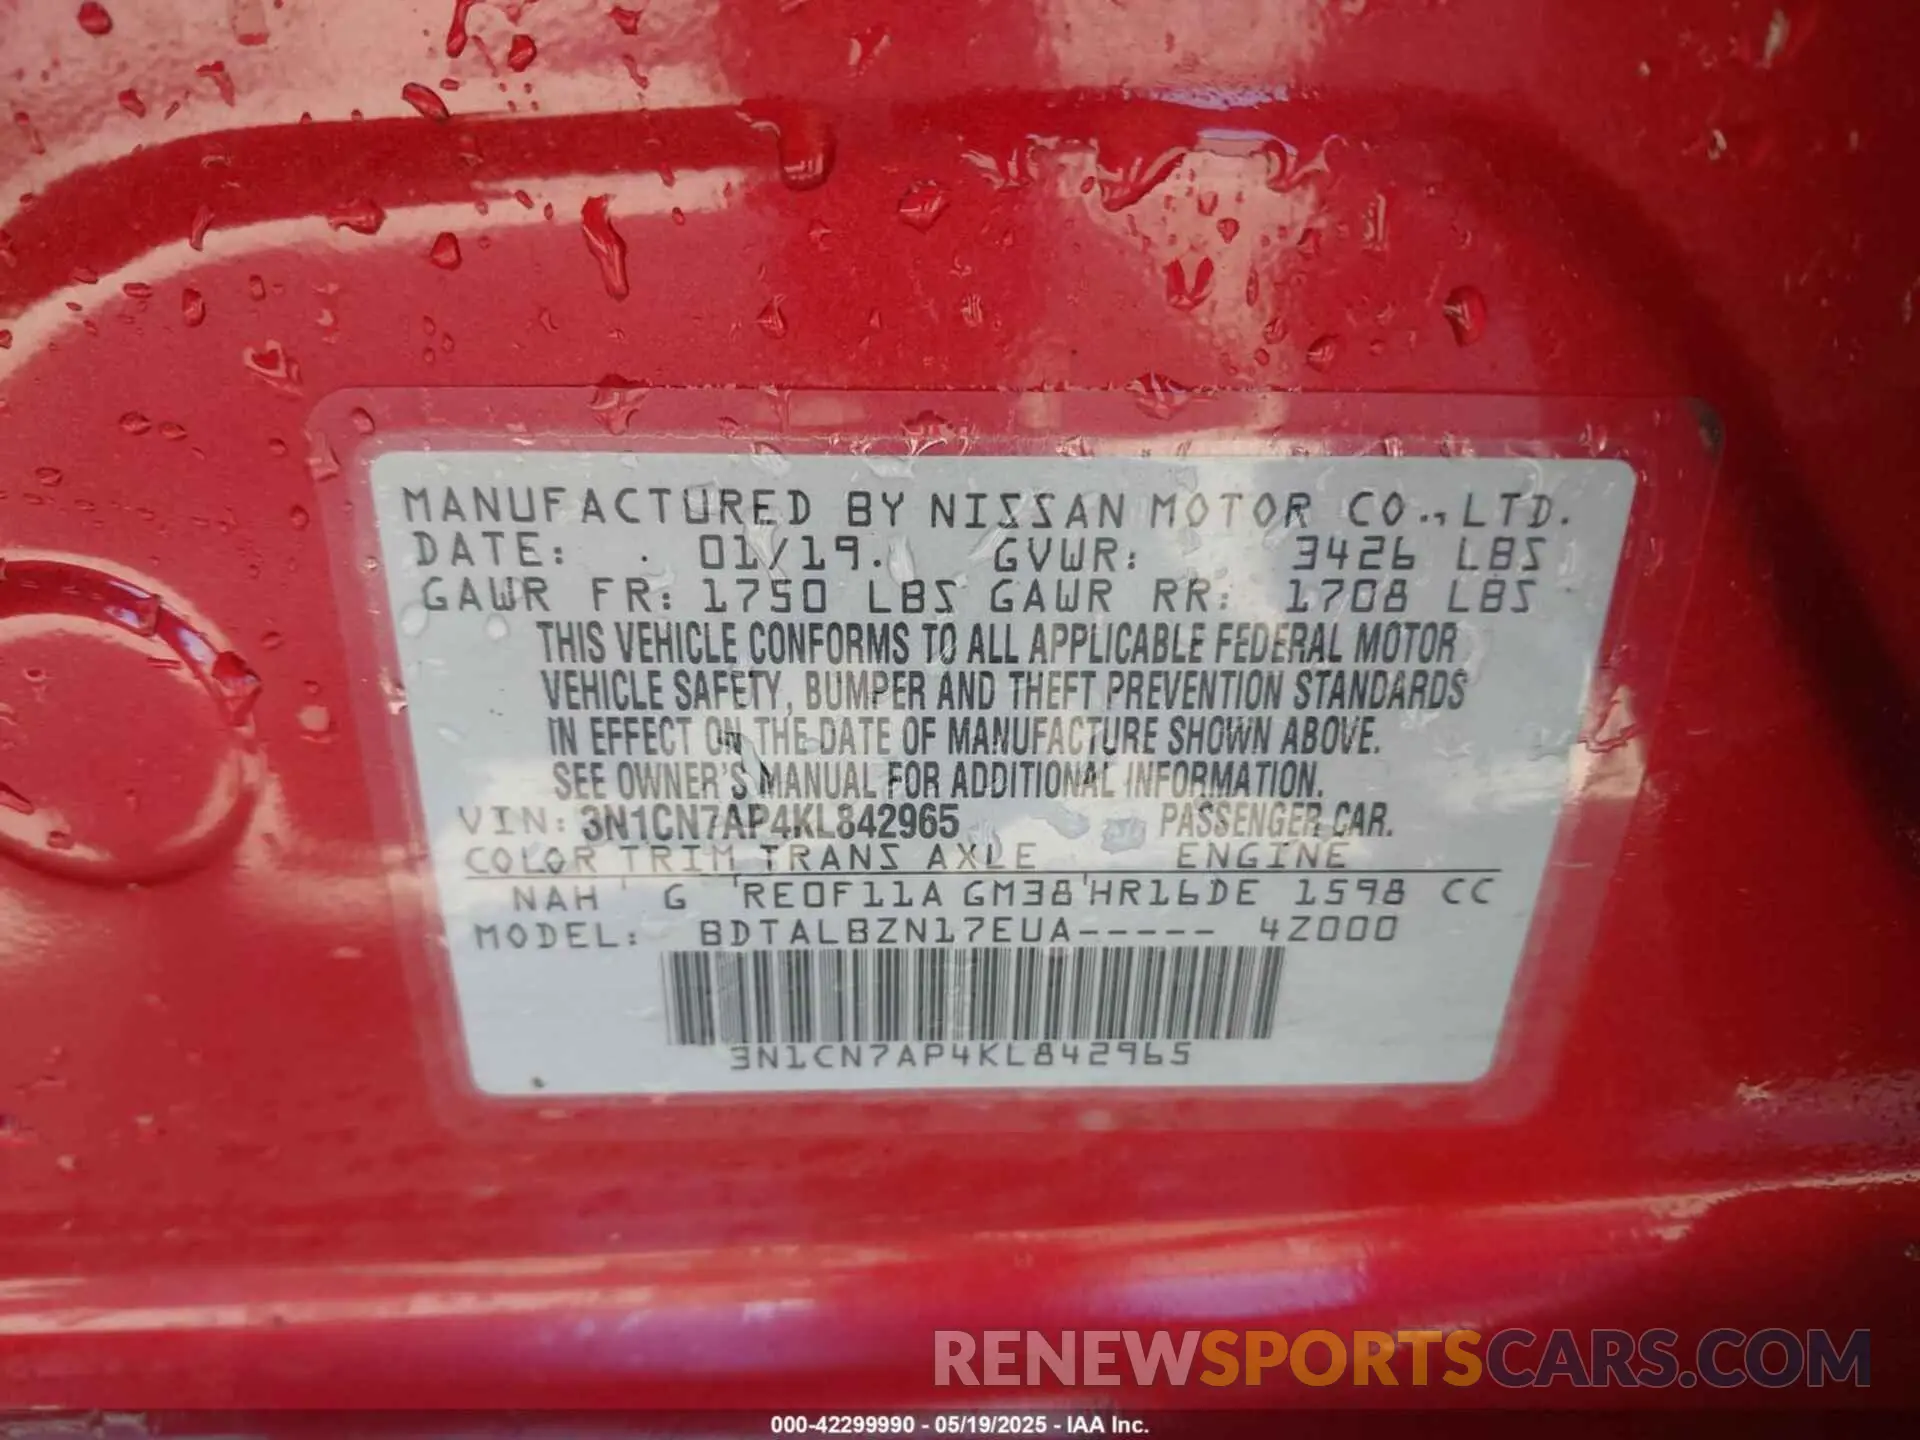 MANUFACTURED BY NISSAN MOTOR CO., LTD.
DATE: 01/19. GVWR: 3426 LBS
GAWR FR: 1750 LBS GAWR RR: 1708 LBS
THIS VEHICLE CONFORMS TO ALL APPLICABLE FEDERAL MOTOR
VEHICLE SAFETY, BUMPER AND THEFT PREVENTION STANDARDS
IN EFFECT ON THE DATE OF MANUFACTURE SHOWN ABOVE.
SEE OWNER'S MANUAL FOR ADDITIONAL INFORMATION.
VIN: 3N1CN7AP4KL842965 PASSENGER CAR.
COLOR TRIM TRANS AXLE ENGINE
NAH G RE0F11A GM38 HR16DE 1598 CC
MODEL: BDTALBZN17EUA----- 4Z000
3N1CN7AP4KL842965
RENEWSPORTSCARS.COM
000-42299990 - 05/19/2025 - IAA Inc.